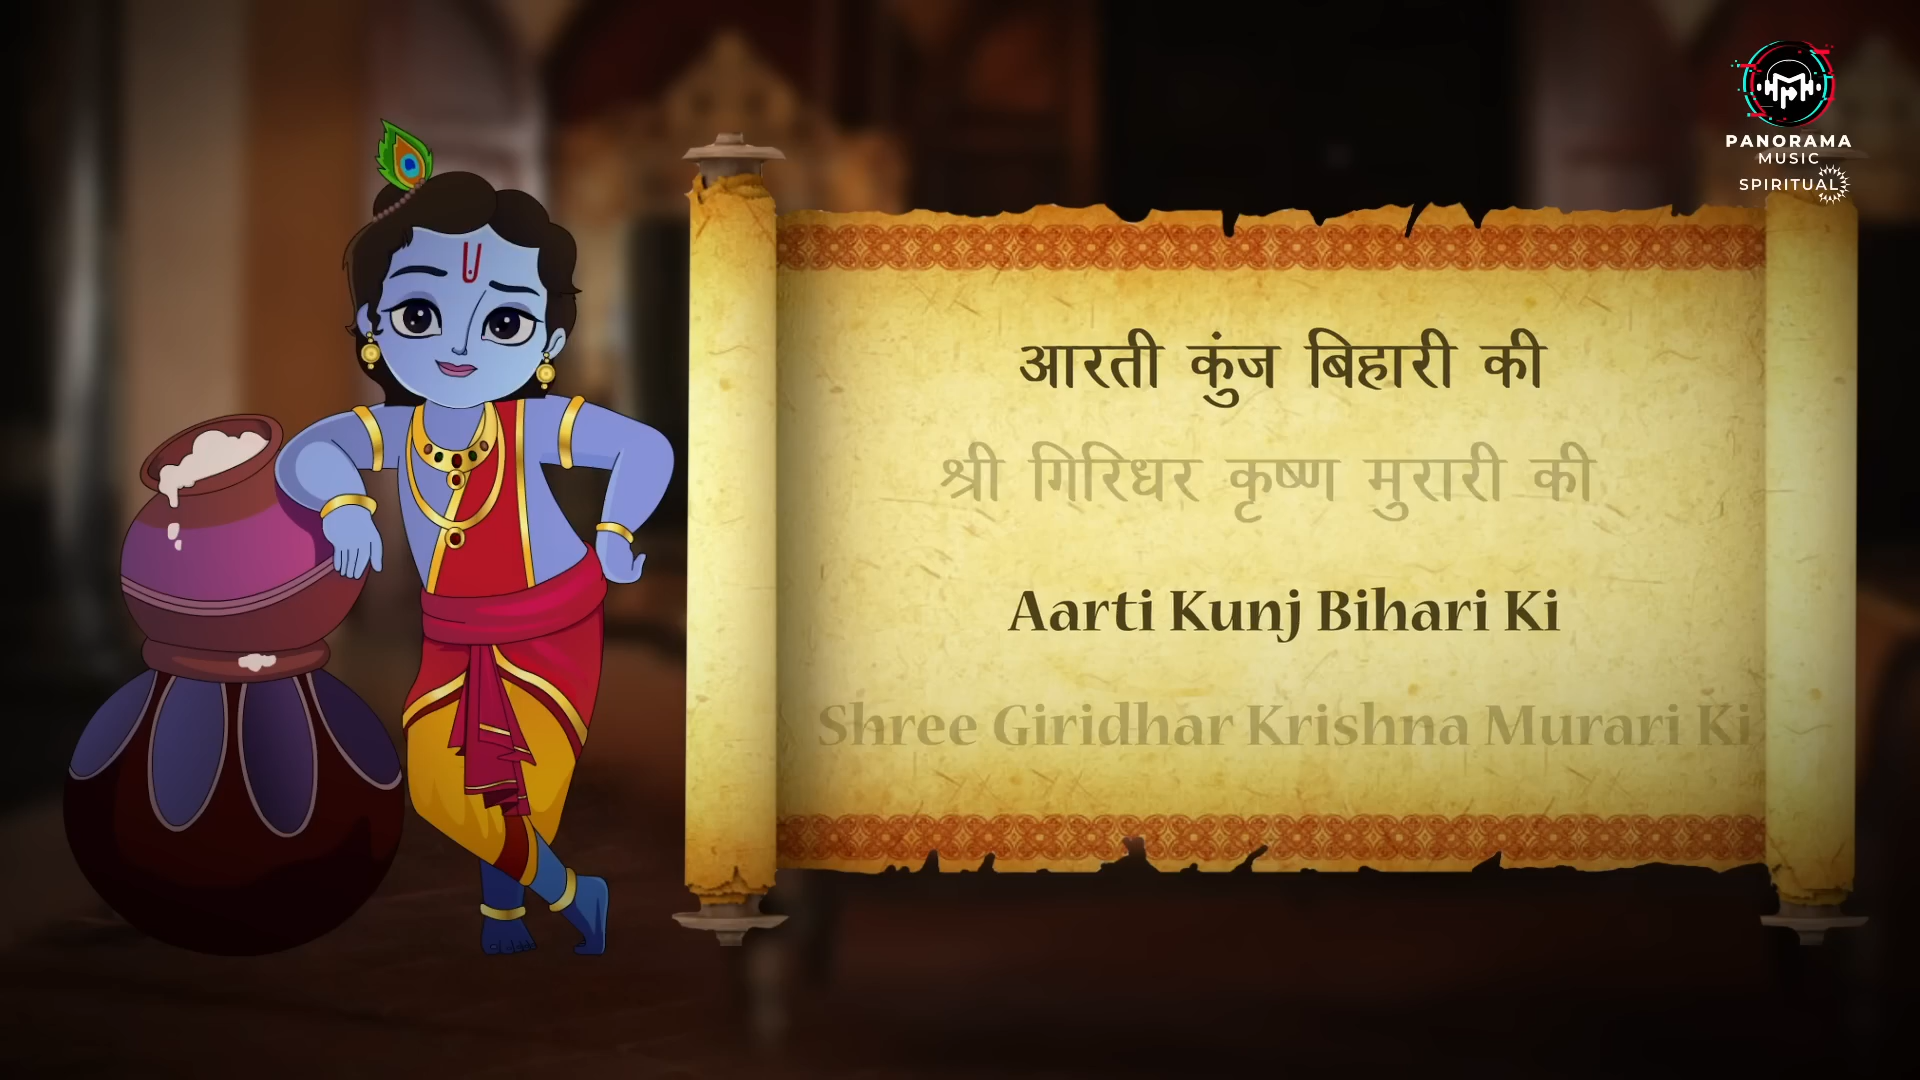 PANORAMA
MUSIC
SPIRITUAL
आरती कुंज बिहारी की
श्री गिरिधर कृष्ण मुरारी की
Aarti Kunj Bihari Ki
Shree Giridhar Krishna Murari Ki